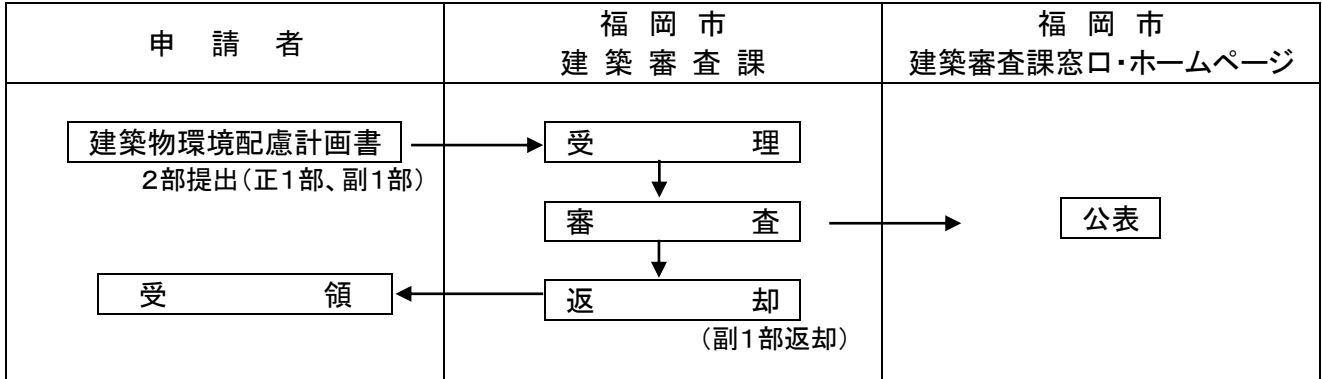 申 請 者
福 岡 市
建 築 審 査 課
福 岡 市
建築審査課窓口・ホームページ
建築物環境配慮計画書
2部提出(正1部、副1部)
受 理
審 査
公表
受 領
返 却
(副1部返却)